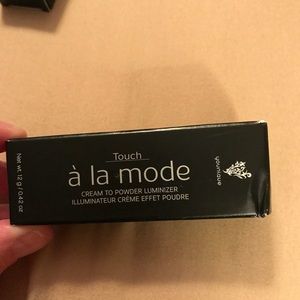 Touch
à la mode
CREAM TO POWDER LUMINIZER
ILLUMINATEUR CRÈME EFFET POUDRE
Net wt. 12 g / 0.42 oz
younique